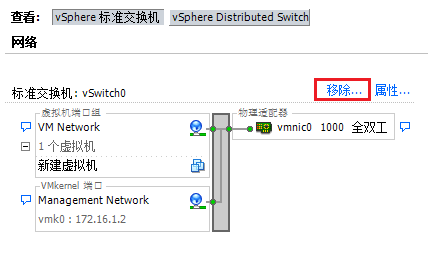 查看: vSphere 标准交换机 vSphere Distributed Switch
网络
标准交换机: vSwitch0 移除... 属性...
虚拟机端口组 物理适配器
VM Network vmnic0 1000 全双工
1 个虚拟机
新建虚拟机
VMkernel 端口
Management Network
vmk0 : 172.16.1.2